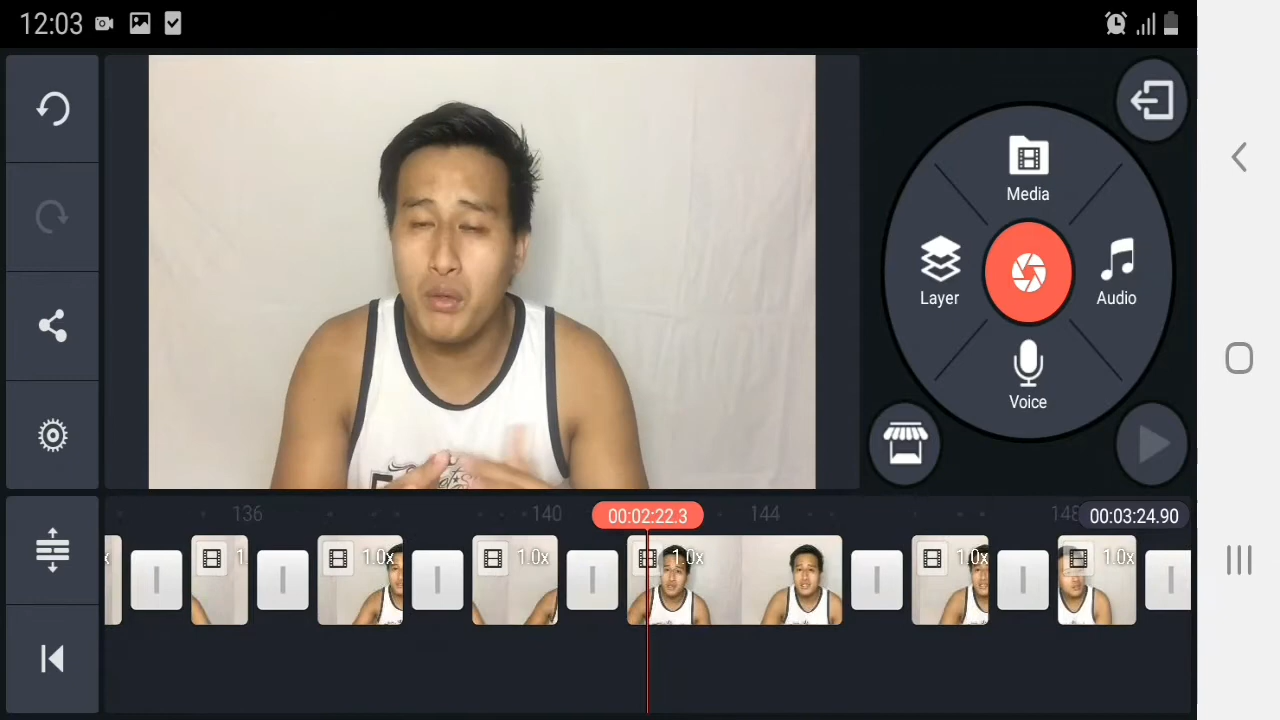 12:03
Media
Layer
Audio
Voice
136
140
00:02:22.3
144
148
00:03:24.90
x
1.
1.0x
1.0x
1.0x
1.0x
1.0x